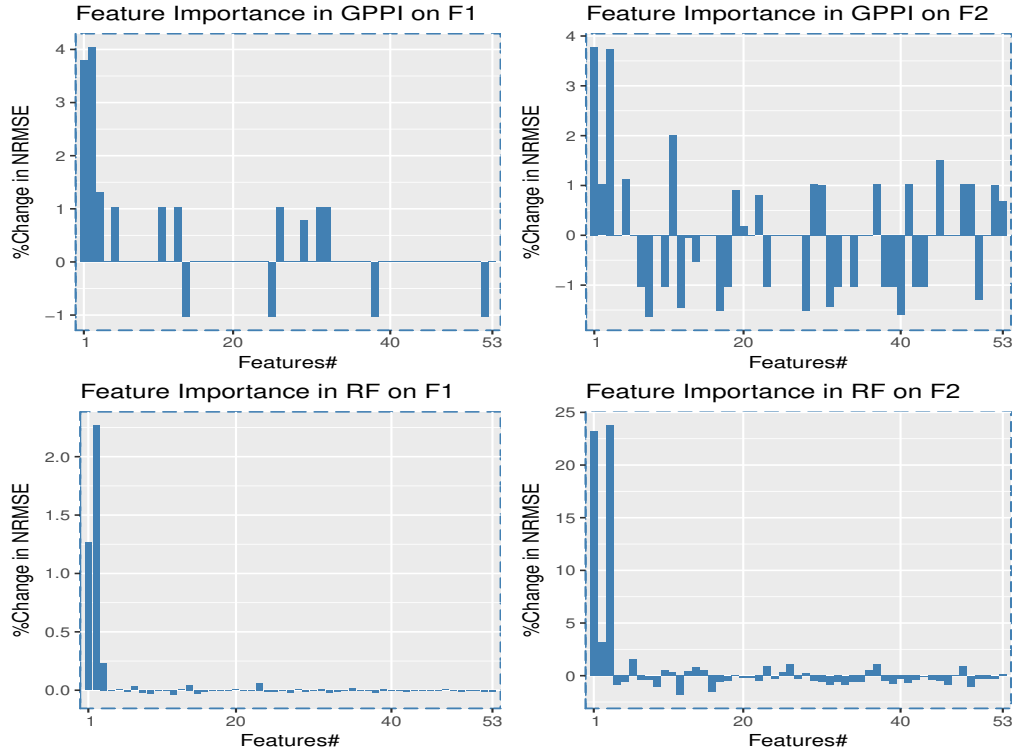 Feature Importance in GPPI on F1
4
3
2
1
0
−1
%Change in NRMSE
1 20 40 53
Features#
Feature Importance in GPPI on F2
4
3
2
1
0
−1
%Change in NRMSE
1 20 40 53
Features#
Feature Importance in RF on F1
2.0
1.5
1.0
0.5
0.0
%Change in NRMSE
1 20 40 53
Features#
Feature Importance in RF on F2
25
20
15
10
5
0
%Change in NRMSE
1 20 40 53
Features#